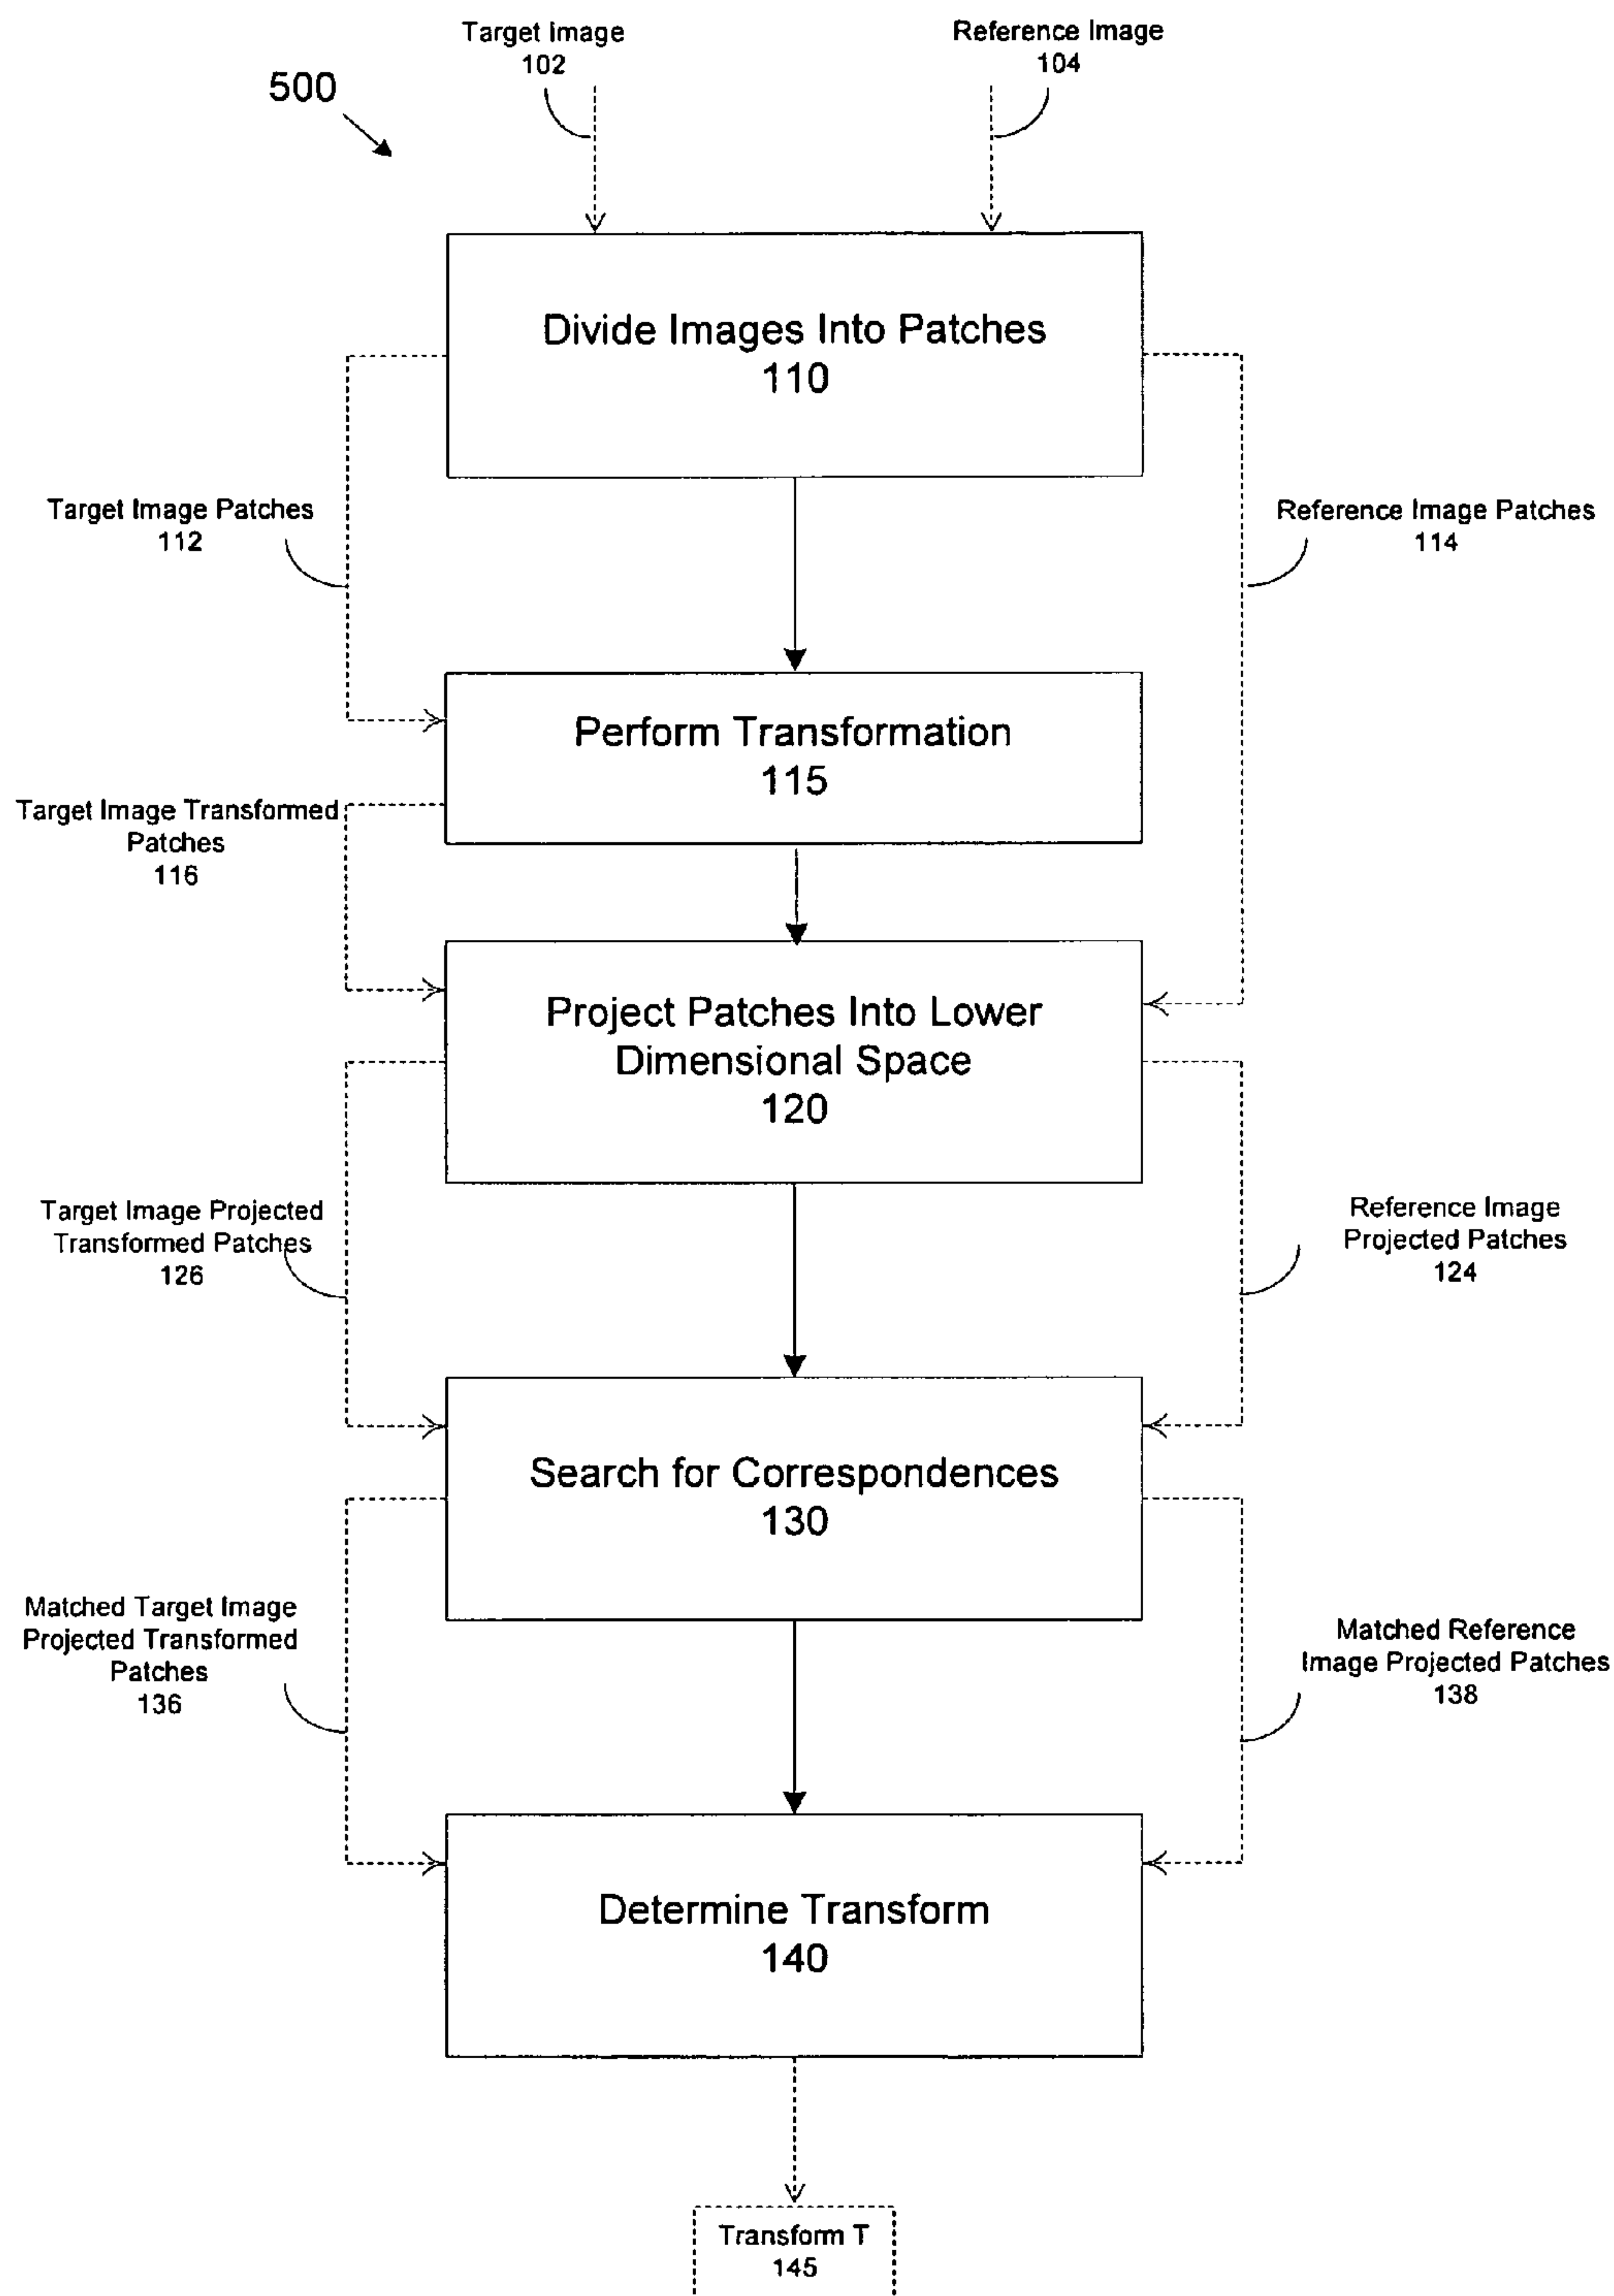 Target Image
102
Reference Image
104
500
Divide Images Into Patches
110
Target Image Patches
112
Reference Image Patches
114
Perform Transformation
115
Target Image Transformed
Patches
116
Project Patches Into Lower
Dimensional Space
120
Target Image Projected
Transformed Patches
126
Reference Image
Projected Patches
124
Search for Correspondences
130
Matched Target Image
Projected Transformed
Patches
136
Matched Reference
Image Projected Patches
138
Determine Transform
140
Transform T
145